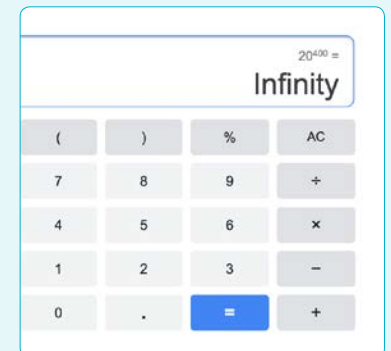 20⁴⁰⁰ =
Infinity
( ) % AC
7 8 9 ÷
4 5 6 ×
1 2 3 −
0 . = +